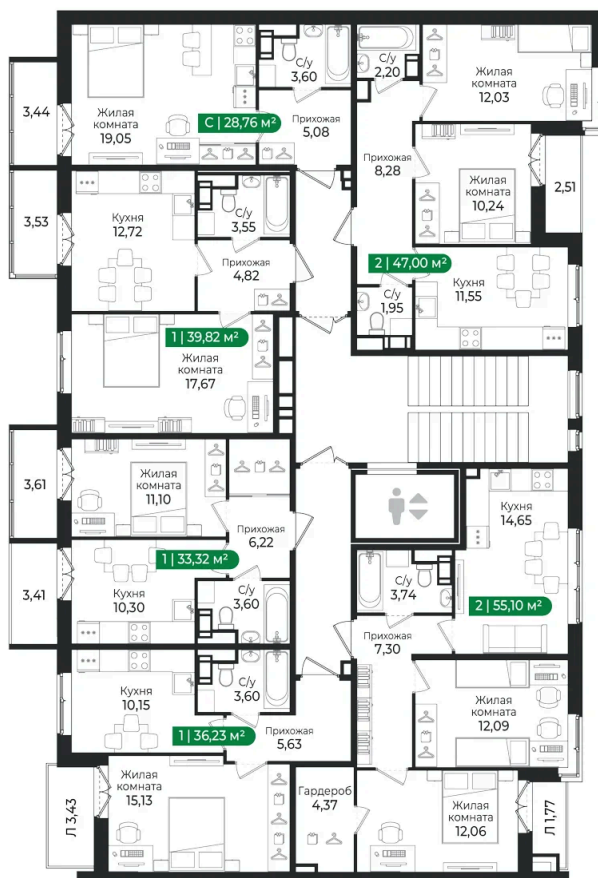 3,44
Жилая
комната
19,05
С | 28,76 м²
С/у
3,60
Прихожая
5,08
С/у
2,20
Жилая
комната
12,03
Прихожая
8,28
Жилая
комната
10,24
2,51
3,53
Кухня
12,72
С/у
3,55
Прихожая
4,82
2 | 47,00 м²
Кухня
11,55
С/у
1,95
1 | 39,82 м²
Жилая
комната
17,67
3,61
Жилая
комната
11,10
Прихожая
6,22
Кухня
14,65
1 | 33,32 м²
3,41
Кухня
10,30
С/у
3,60
С/у
3,74
2 | 55,10 м²
Прихожая
7,30
Кухня
10,15
С/у
3,60
1 | 36,23 м²
Прихожая
5,63
Жилая
комната
12,09
Л 3,43
Жилая
комната
15,13
Гардероб
4,37
Жилая
комната
12,06
Л 1,77